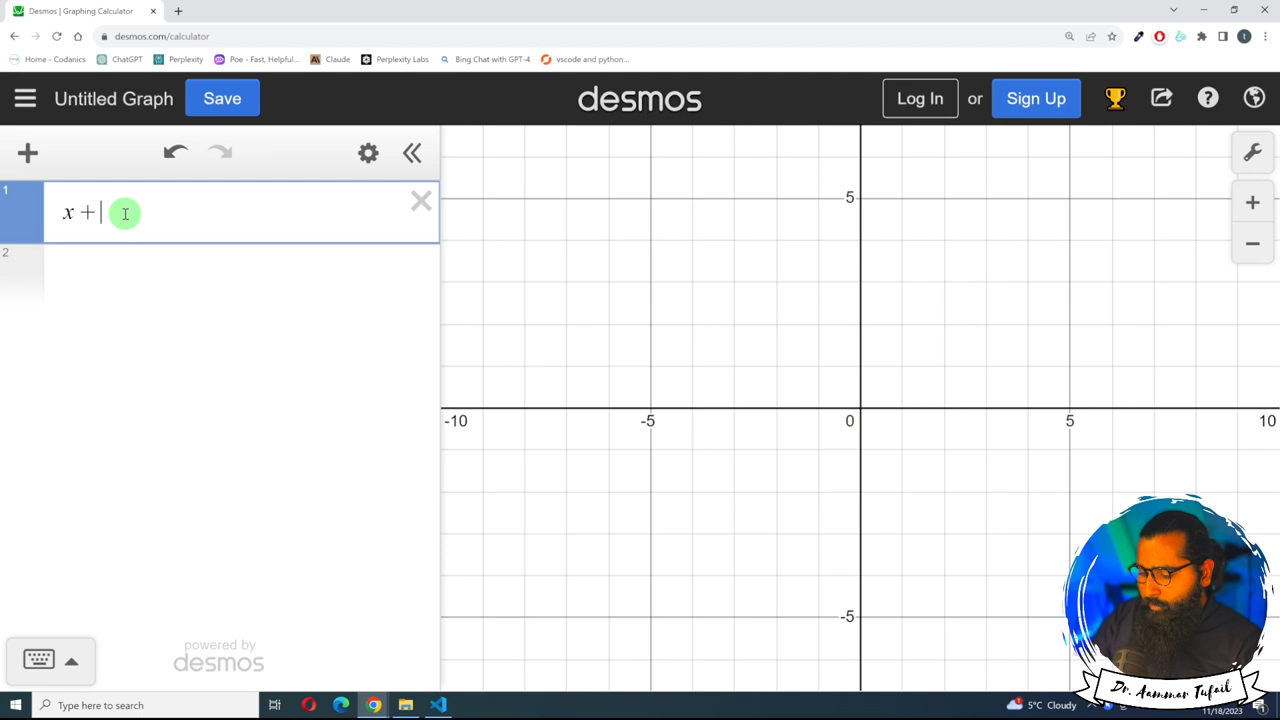 Desmos | Graphing Calculator
desmos.com/calculator
Home - Codanics
ChatGPT
Perplexity
Poe - Fast, Helpful...
Claude
Perplexity Labs
Bing Chat with GPT-4
vscode and python...
Untitled Graph
Save
desmos
Log In
or
Sign Up
1
x +
2
5
-10
-5
0
5
10
-5
powered by
desmos
Dr. Aammar Tufail
Type here to search
5°C Cloudy
11/18/2023